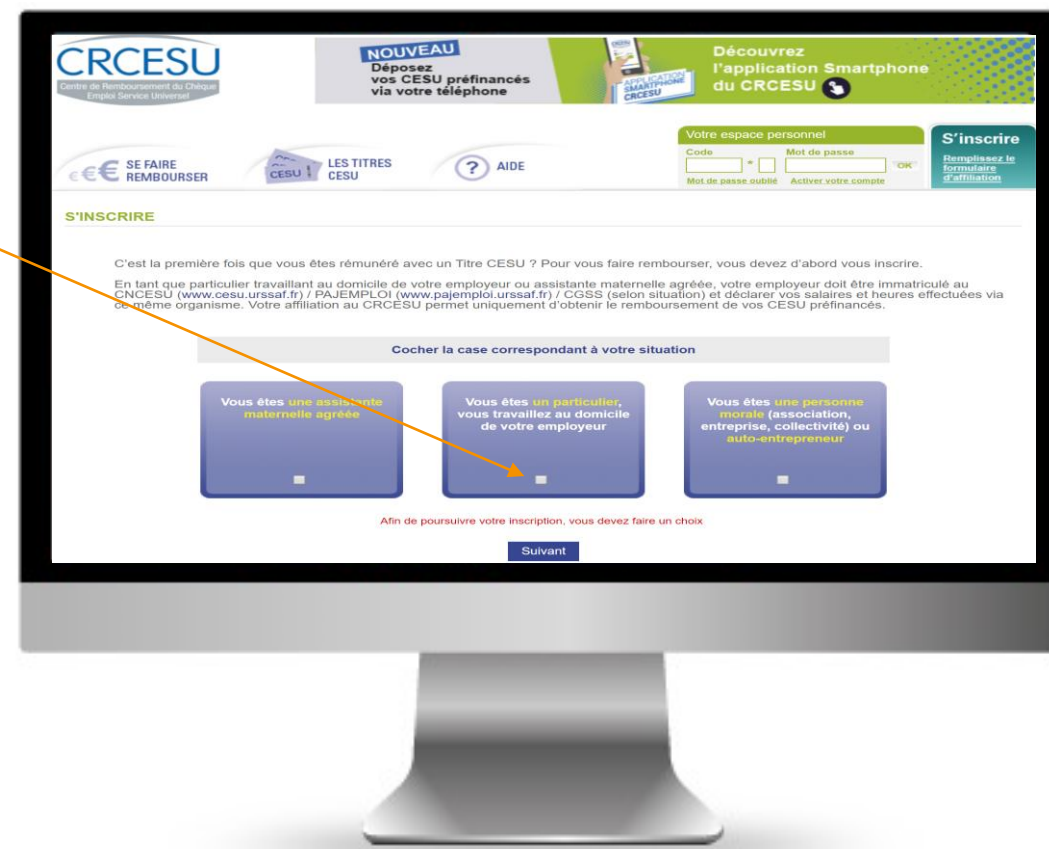 CRCESU
Centre de Remboursement du Chèque
Emploi Service Universel
NOUVEAU
Déposez
vos CESU préfinancés
via votre téléphone
APPLICATION
SMARTPHONE
CRCESU
Découvrez
l'application Smartphone
du CRCESU
€€€ SE FAIRE
REMBOURSER
CESU !
LES TITRES
CESU
? AIDE
Votre espace personnel
Code
Mot de passe
*
OK
Mot de passe oublié
Activer votre compte
S'inscrire
Remplissez le
formulaire
d'affiliation
S'INSCRIRE
C'est la première fois que vous êtes rémunéré avec un Titre CESU ? Pour vous faire rembourser, vous devez d'abord vous inscrire.
En tant que particulier travaillant au domicile de votre employeur ou assistante maternelle agréée, votre employeur doit être immatriculé au
CNCESU (www.cesu.urssaf.fr) / PAJEMPLOI (www.pajemploi.urssaf.fr) / CGSS (selon situation) et déclarer vos salaires et heures effectuées via
ce même organisme. Votre affiliation au CRCESU permet uniquement d'obtenir le remboursement de vos CESU préfinancés.
Cocher la case correspondant à votre situation
Vous êtes une assistante
maternelle agréée
Vous êtes un particulier,
vous travaillez au domicile
de votre employeur
Vous êtes une personne
morale (association,
entreprise, collectivité) ou
auto-entrepreneur
Afin de poursuivre votre inscription, vous devez faire un choix
Suivant